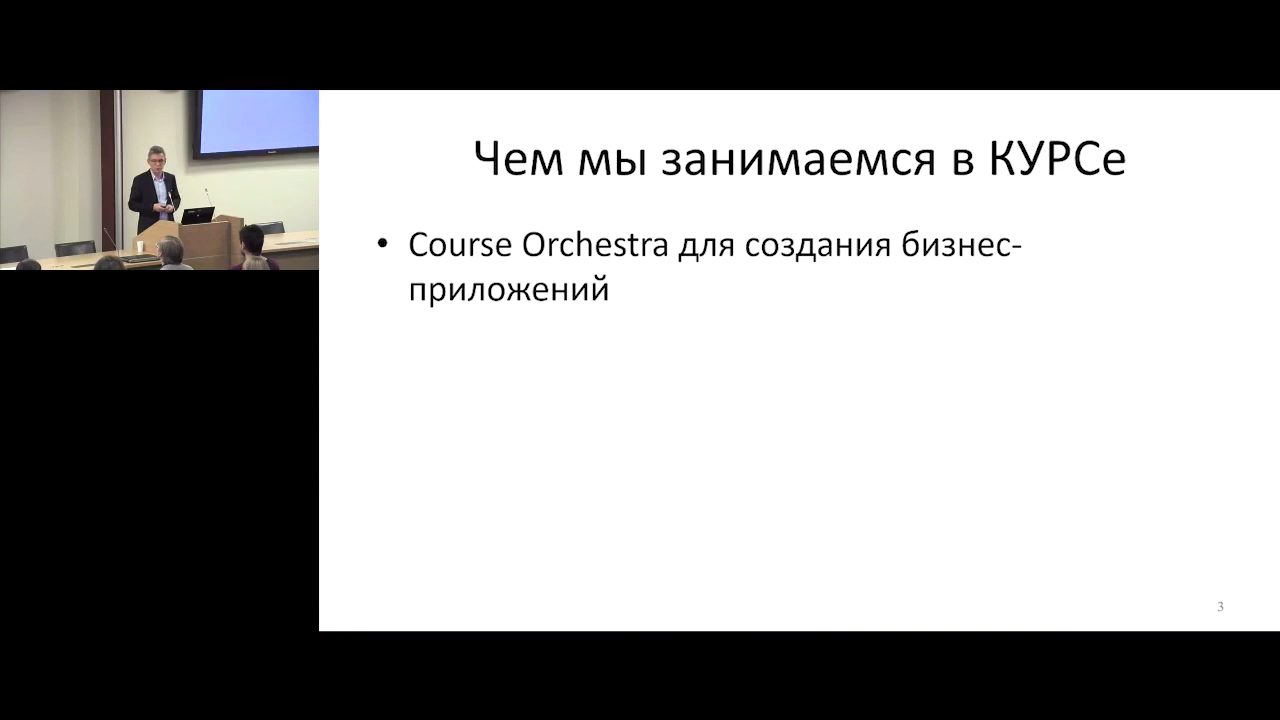 Чем мы занимаемся в КУРСе
• Course Orchestra для создания бизнес-
приложений
3